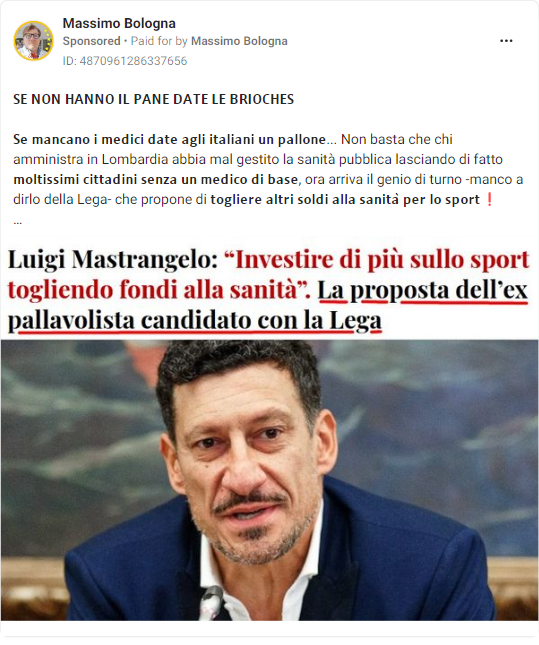 Massimo Bologna
Sponsored • Paid for by Massimo Bologna
ID: 4870961286337656
SE NON HANNO IL PANE DATE LE BRIOCHES
Se mancano i medici date agli italiani un pallone... Non basta che chi
amministra in Lombardia abbia mal gestito la sanità pubblica lasciando di fatto
moltissimi cittadini senza un medico di base, ora arriva il genio di turno -manco a
dirlo della Lega- che propone di togliere altri soldi alla sanità per lo sport❗
...
Luigi Mastrangelo: “Investire di più sullo sport
togliendo fondi alla sanità”. La proposta dell’ex
pallavolista candidato con la Lega